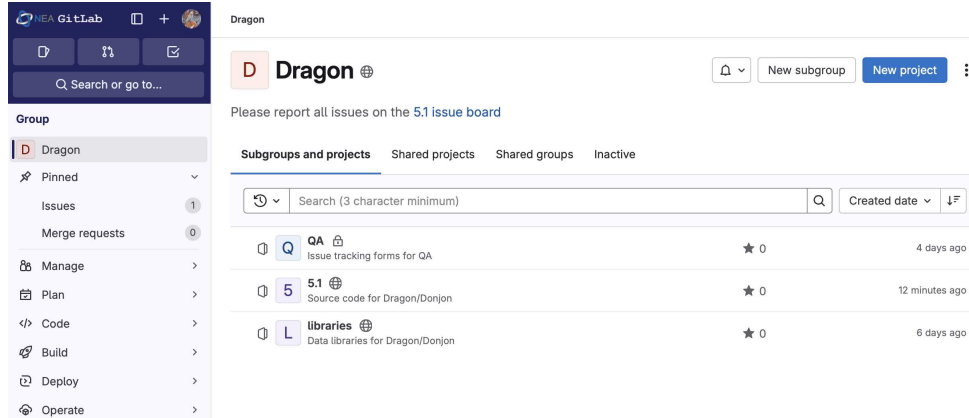 NEA GitLab
Search or go to...
Group
D Dragon
Pinned
Issues 1
Merge requests 0
Manage
Plan
Code
Build
Deploy
Operate
Dragon
D Dragon
New subgroup
New project
Please report all issues on the 5.1 issue board
Subgroups and projects Shared projects Shared groups Inactive
Search (3 character minimum)
Created date
Q QA 0 4 days ago
Issue tracking forms for QA
5 5.1 0 12 minutes ago
Source code for Dragon/Donjon
L libraries 0 6 days ago
Data libraries for Dragon/Donjon